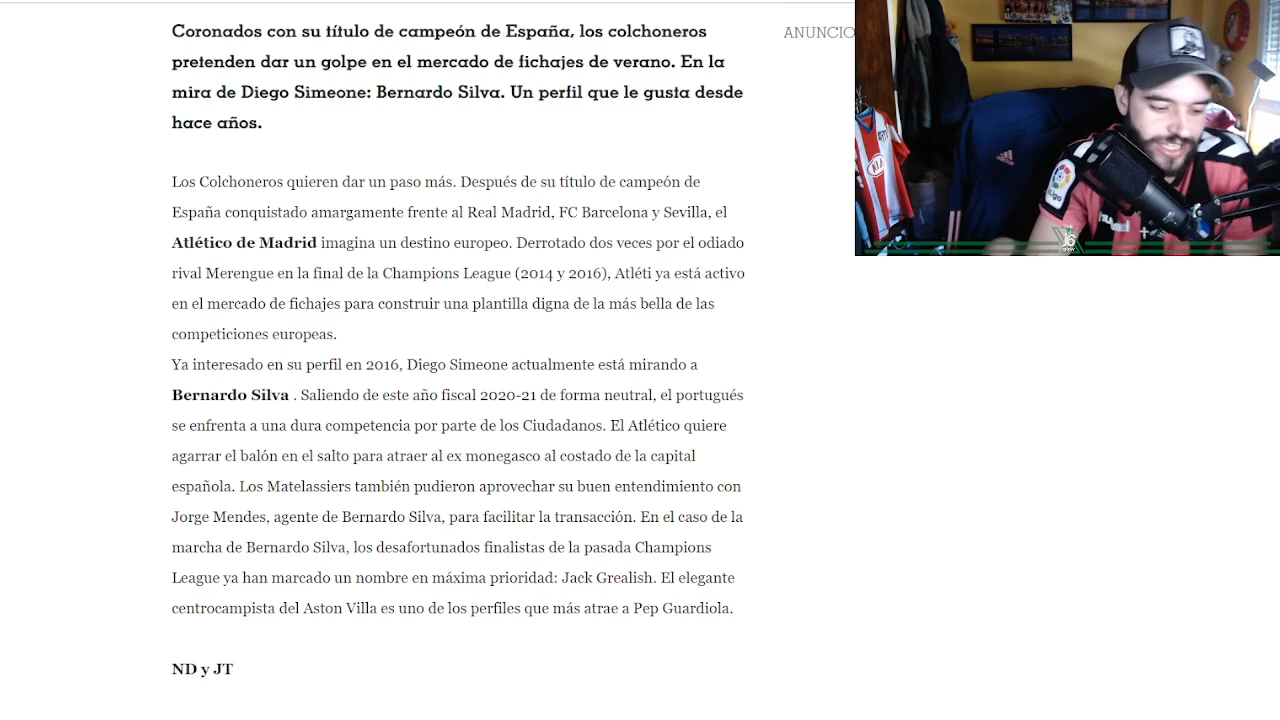 Coronados con su título de campeón de España, los colchoneros
pretenden dar un golpe en el mercado de fichajes de verano. En la
mira de Diego Simeone: Bernardo Silva. Un perfil que le gusta desde
hace años.
ANUNCIO
Los Colchoneros quieren dar un paso más. Después de su título de campeón de
España conquistado amargamente frente al Real Madrid, FC Barcelona y Sevilla, el
Atlético de Madrid imagina un destino europeo. Derrotado dos veces por el odiado
rival Merengue en la final de la Champions League (2014 y 2016), Atléti ya está activo
en el mercado de fichajes para construir una plantilla digna de la más bella de las
competiciones europeas.
Ya interesado en su perfil en 2016, Diego Simeone actualmente está mirando a
Bernardo Silva . Saliendo de este año fiscal 2020-21 de forma neutral, el portugués
se enfrenta a una dura competencia por parte de los Ciudadanos. El Atlético quiere
agarrar el balón en el salto para atraer al ex monegasco al costado de la capital
española. Los Matelassiers también pudieron aprovechar su buen entendimiento con
Jorge Mendes, agente de Bernardo Silva, para facilitar la transacción. En el caso de la
marcha de Bernardo Silva, los desafortunados finalistas de la pasada Champions
League ya han marcado un nombre en máxima prioridad: Jack Grealish. El elegante
centrocampista del Aston Villa es uno de los perfiles que más atrae a Pep Guardiola.
ND y JT
KIA